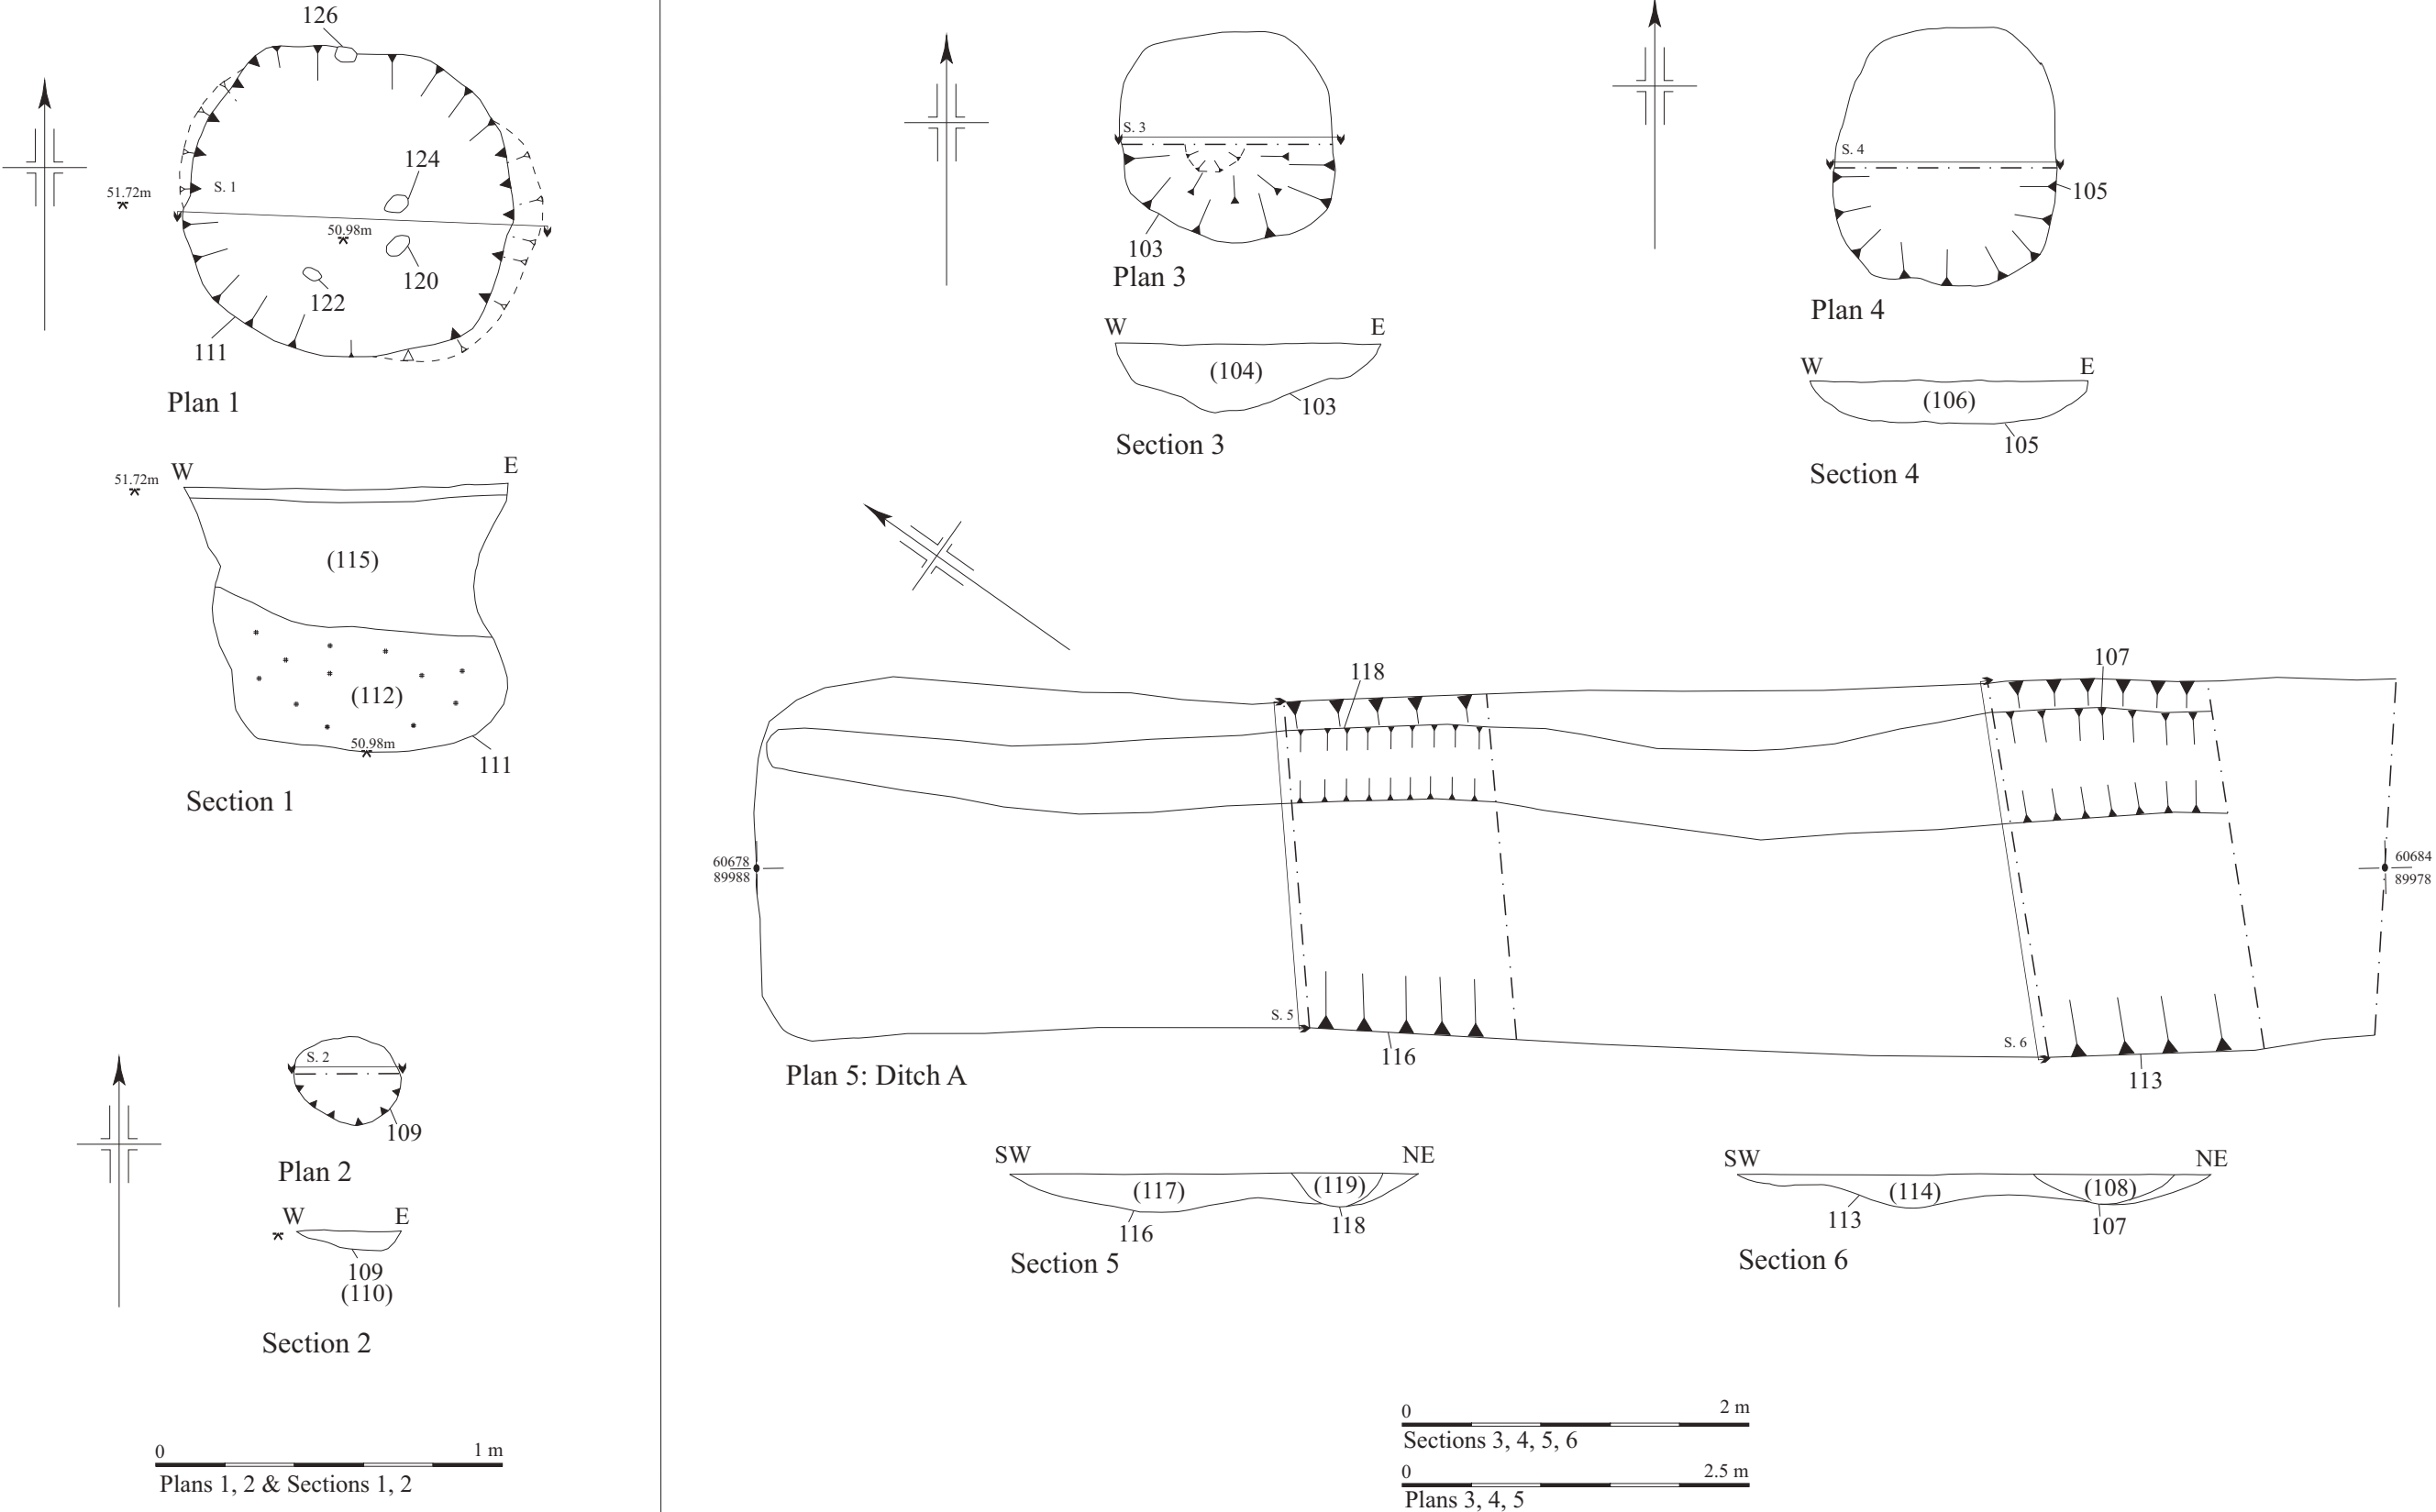 126
124
S. 1
51.72m
50.98m
120
122
111
Plan 1
W
E
51.72m
(115)
(112)
50.98m
111
Section 1
S. 2
109
Plan 2
W
E
109
(110)
Section 2
0
1 m
Plans 1, 2 & Sections 1, 2
S. 3
103
Plan 3
W
E
(104)
103
Section 3
S. 4
105
Plan 4
W
E
(106)
105
Section 4
118
107
60678
89988
60684
89978
S. 5
S. 6
116
113
Plan 5: Ditch A
SW
NE
(117)
(119)
116
118
Section 5
SW
NE
(114)
(108)
113
107
Section 6
0
2 m
Sections 3, 4, 5, 6
0
2.5 m
Plans 3, 4, 5